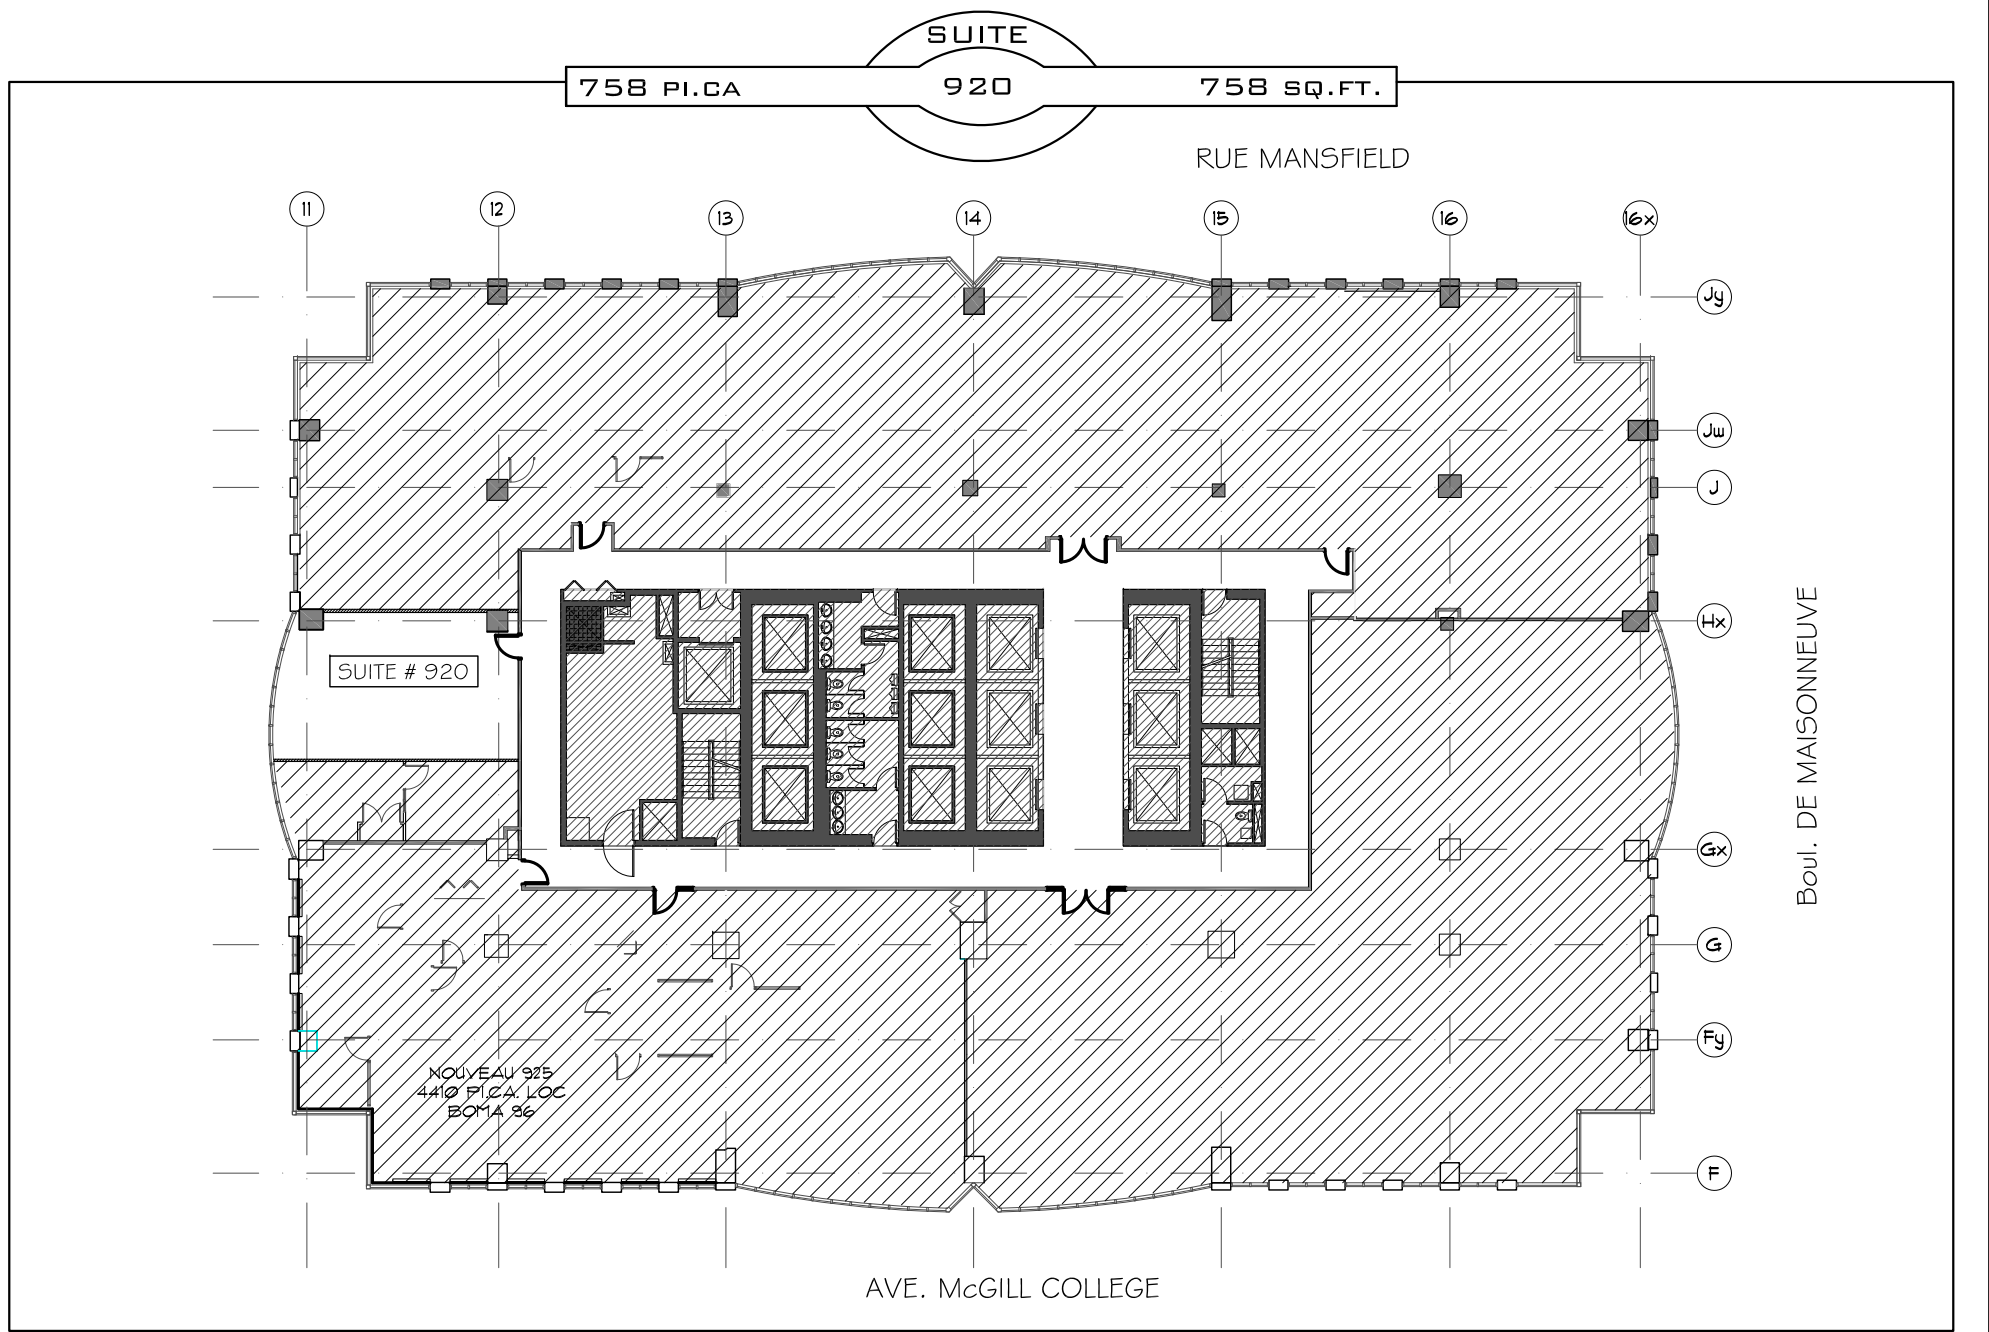 SUITE
758 PI.CA 920 758 SQ.FT.
RUE MANSFIELD
11 12 13 14 15 16 16x
Jy
Jw
J
Hx
SUITE # 920
Boul. DE MAISONNEUVE
Gx
G
Fy
NOUVEAU 925
4410 PI.CA. LOC
BOMA 96
F
AVE. McGILL COLLEGE